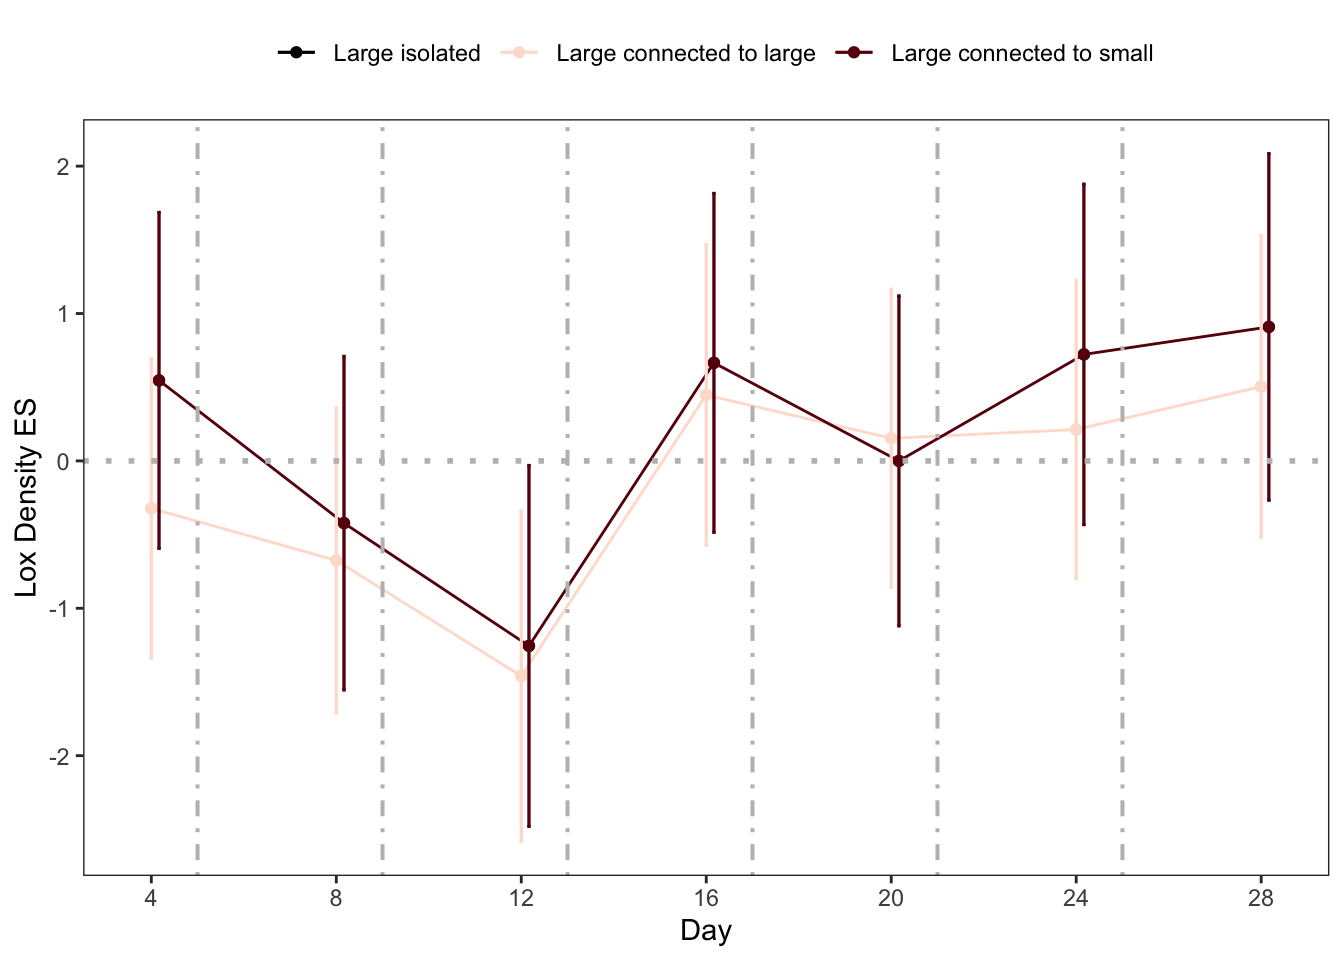 Large isolated Large connected to large Large connected to small
Lox Density ES
2
1
0
-1
-2
4 8 12 16 20 24 28
Day